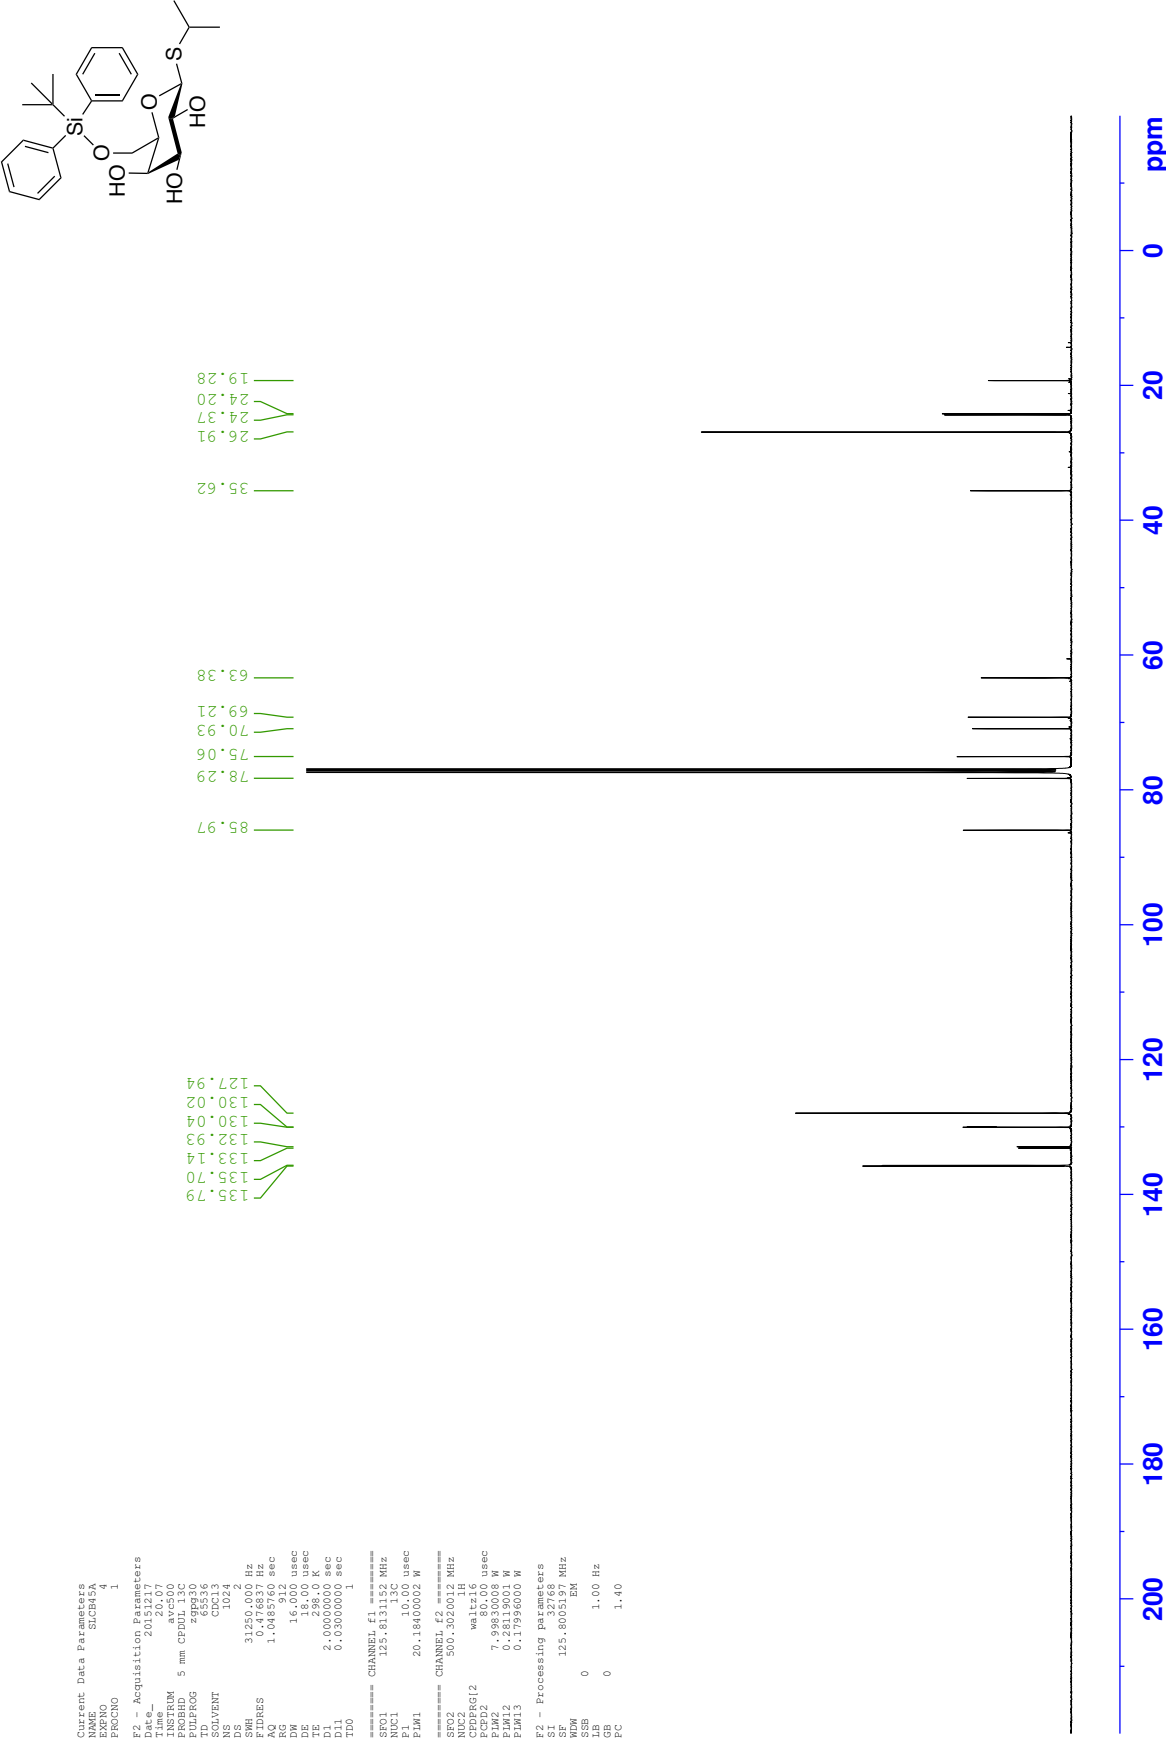 Current Data Parameters
NAME SLCB45A
EXPNO 4
PROCNO 1
F2 - Acquisition Parameters
Date_ 20151217
Time 20.07
INSTRUM avc500
PROBHD 5 mm CPDUL 13C
PULPROG zgpg30
TD 65536
SOLVENT CDCl3
NS 1024
DS 2
SWH 31250.000 Hz
FIDRES 0.476837 Hz
AQ 1.0485760 sec
RG 912
DW 16.000 usec
DE 18.00 usec
TE 298.0 K
D1 2.00000000 sec
D11 0.03000000 sec
TD0 1
======== CHANNEL f1 ========
SFO1 125.8131152 MHz
NUC1 13C
P1 10.00 usec
PLW1 20.18400002 W
======== CHANNEL f2 ========
SFO2 500.3020012 MHz
NUC2 1H
CPDPRG[2 waltz16
PCPD2 80.00 usec
PLW2 7.99830008 W
PLW12 0.28119001 W
PLW13 0.17996000 W
F2 - Processing parameters
SI 32768
SF 125.8005197 MHz
WDW EM
SSB 0
LB 1.00 Hz
GB 0
PC 1.40
135.79
135.70
133.14
132.93
130.04
130.02
127.94
85.97
78.29
75.06
70.93
69.21
63.38
35.62
26.91
24.37
24.20
19.28
Si
O
HO
O
S
HO
HO
200 180 160 140 120 100 80 60 40 20 0 ppm